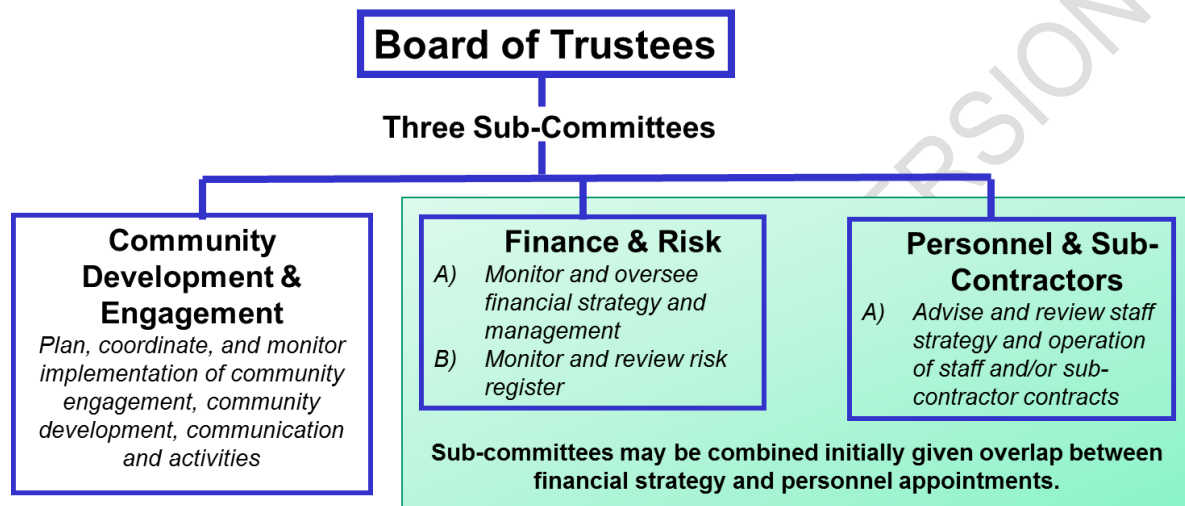 Board of Trustees
Three Sub-Committees
Community
Development &
Engagement
Plan, coordinate, and monitor
implementation of community
engagement, community
development, communication
and activities
Finance & Risk
A) Monitor and oversee
financial strategy and
management
B) Monitor and review risk
register
Personnel & Sub-
Contractors
A) Advise and review staff
strategy and operation
of staff and/or sub-
contractor contracts
Sub-committees may be combined initially given overlap between
financial strategy and personnel appointments.
ERSION